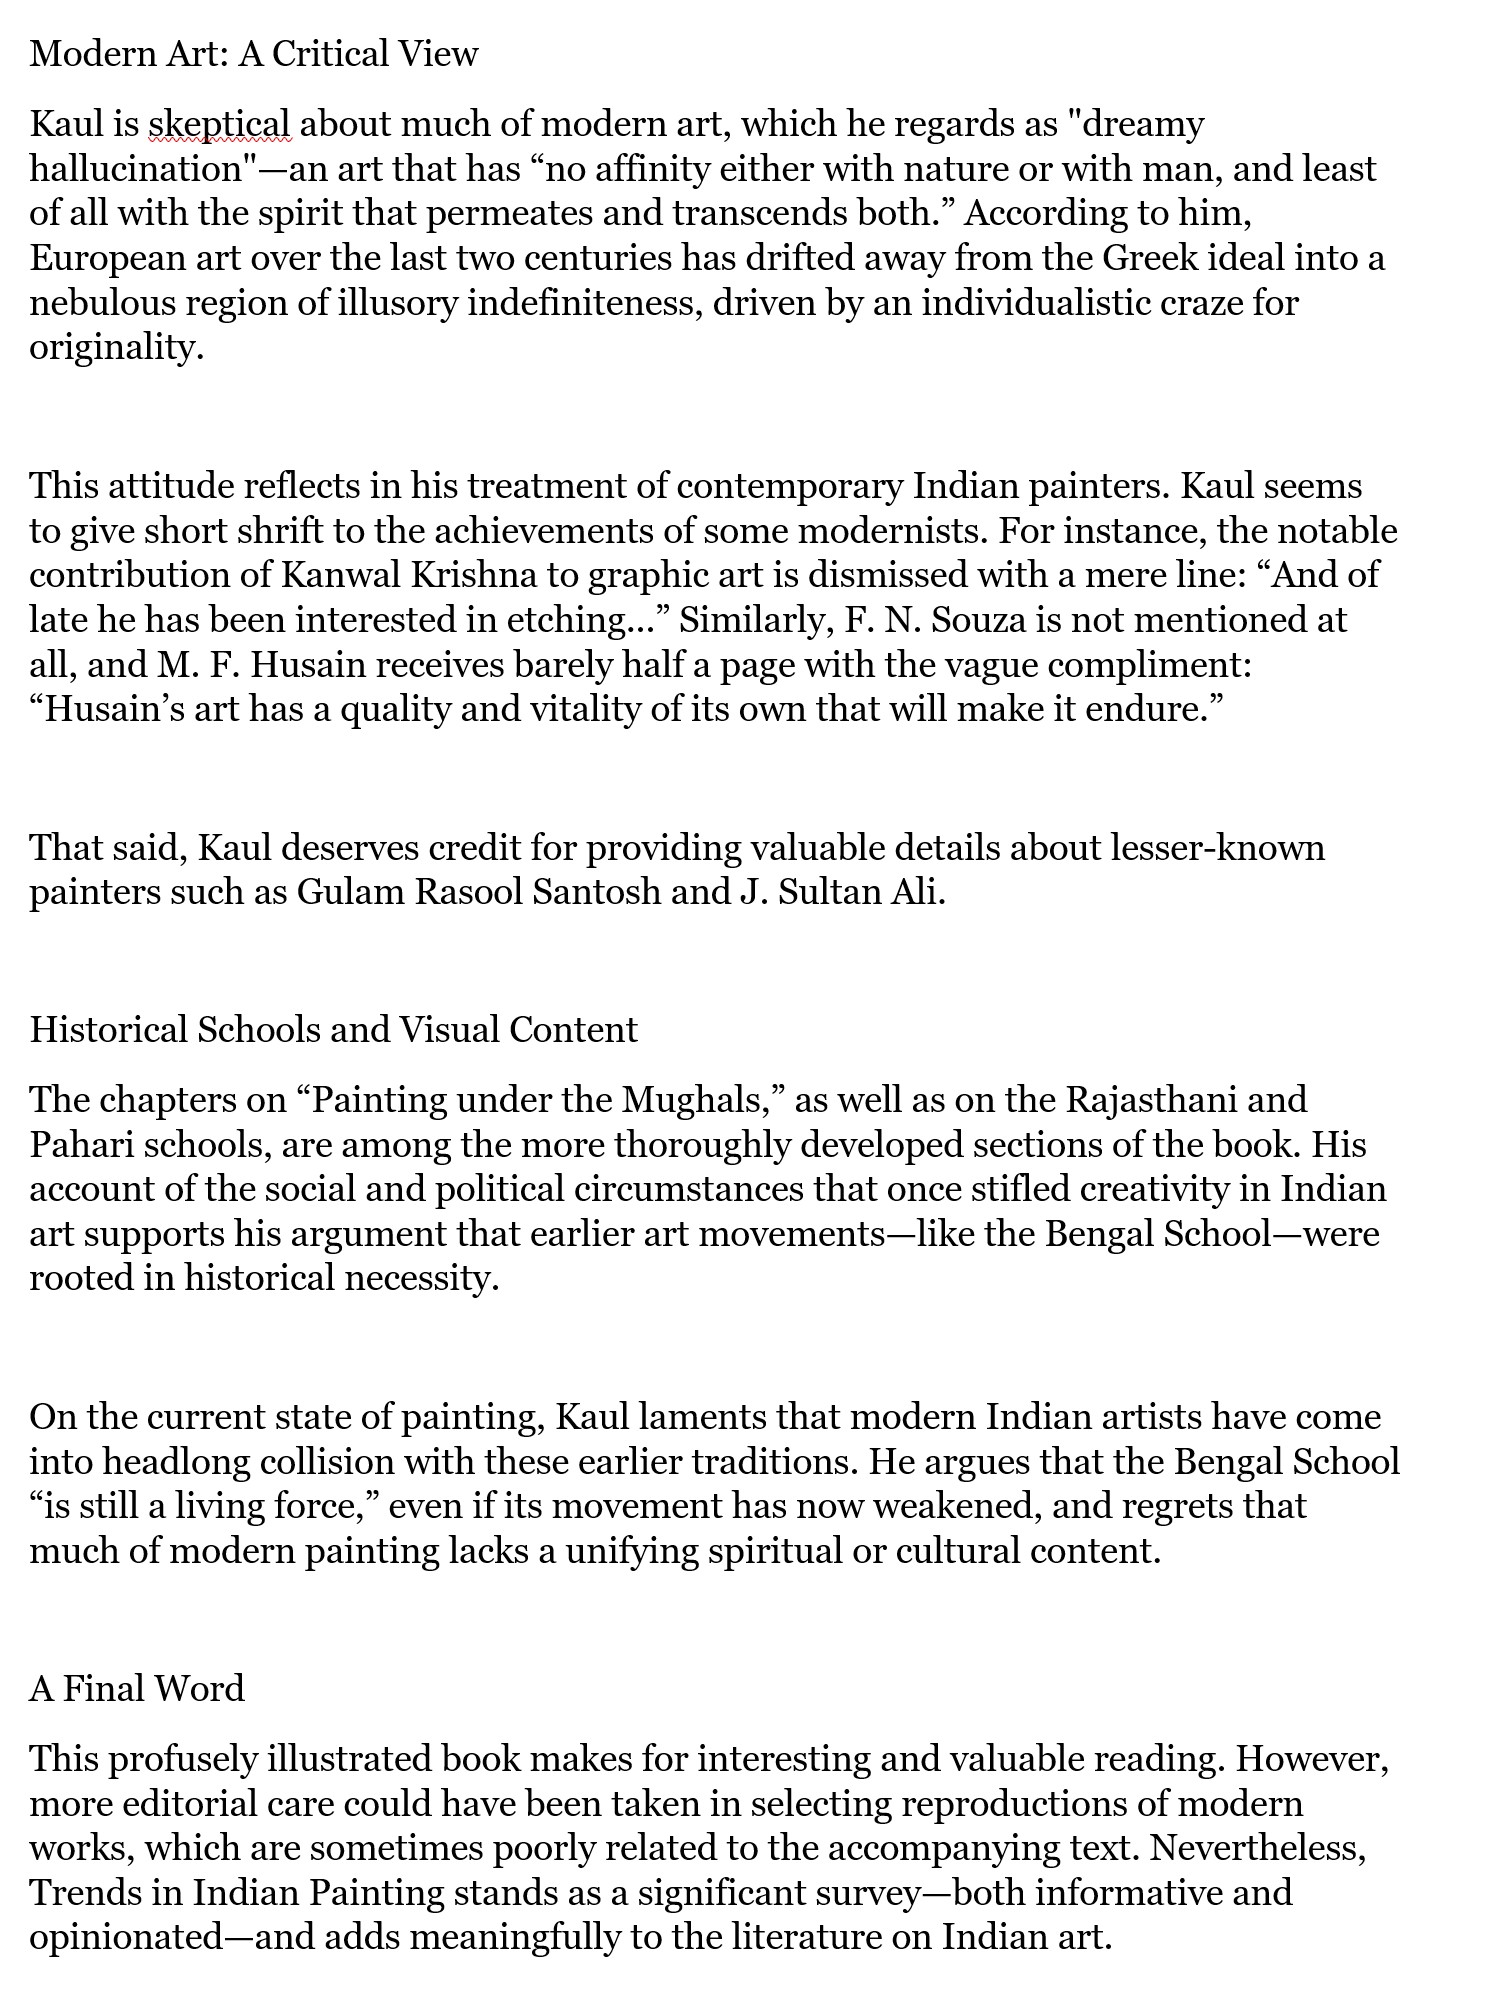 Modern Art: A Critical View
Kaul is skeptical about much of modern art, which he regards as "dreamy
hallucination"—an art that has “no affinity either with nature or with man, and least
of all with the spirit that permeates and transcends both.” According to him,
European art over the last two centuries has drifted away from the Greek ideal into a
nebulous region of illusory indefiniteness, driven by an individualistic craze for
originality.
This attitude reflects in his treatment of contemporary Indian painters. Kaul seems
to give short shrift to the achievements of some modernists. For instance, the notable
contribution of Kanwal Krishna to graphic art is dismissed with a mere line: “And of
late he has been interested in etching...” Similarly, F. N. Souza is not mentioned at
all, and M. F. Husain receives barely half a page with the vague compliment:
“Husain’s art has a quality and vitality of its own that will make it endure.”
That said, Kaul deserves credit for providing valuable details about lesser-known
painters such as Gulam Rasool Santosh and J. Sultan Ali.
Historical Schools and Visual Content
The chapters on “Painting under the Mughals,” as well as on the Rajasthani and
Pahari schools, are among the more thoroughly developed sections of the book. His
account of the social and political circumstances that once stifled creativity in Indian
art supports his argument that earlier art movements—like the Bengal School—were
rooted in historical necessity.
On the current state of painting, Kaul laments that modern Indian artists have come
into headlong collision with these earlier traditions. He argues that the Bengal School
“is still a living force,” even if its movement has now weakened, and regrets that
much of modern painting lacks a unifying spiritual or cultural content.
A Final Word
This profusely illustrated book makes for interesting and valuable reading. However,
more editorial care could have been taken in selecting reproductions of modern
works, which are sometimes poorly related to the accompanying text. Nevertheless,
Trends in Indian Painting stands as a significant survey—both informative and
opinionated—and adds meaningfully to the literature on Indian art.